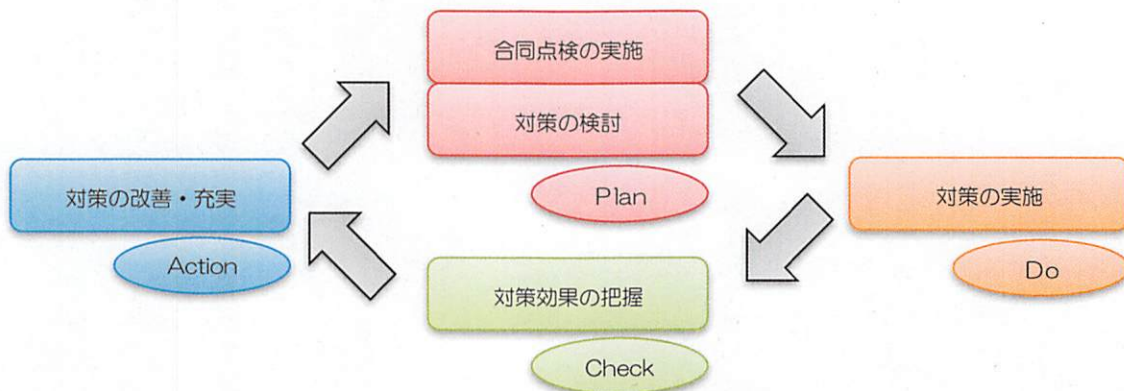 合同点検の実施
対策の検討
Plan
対策の改善・充実
Action
対策の実施
Do
対策効果の把握
Check